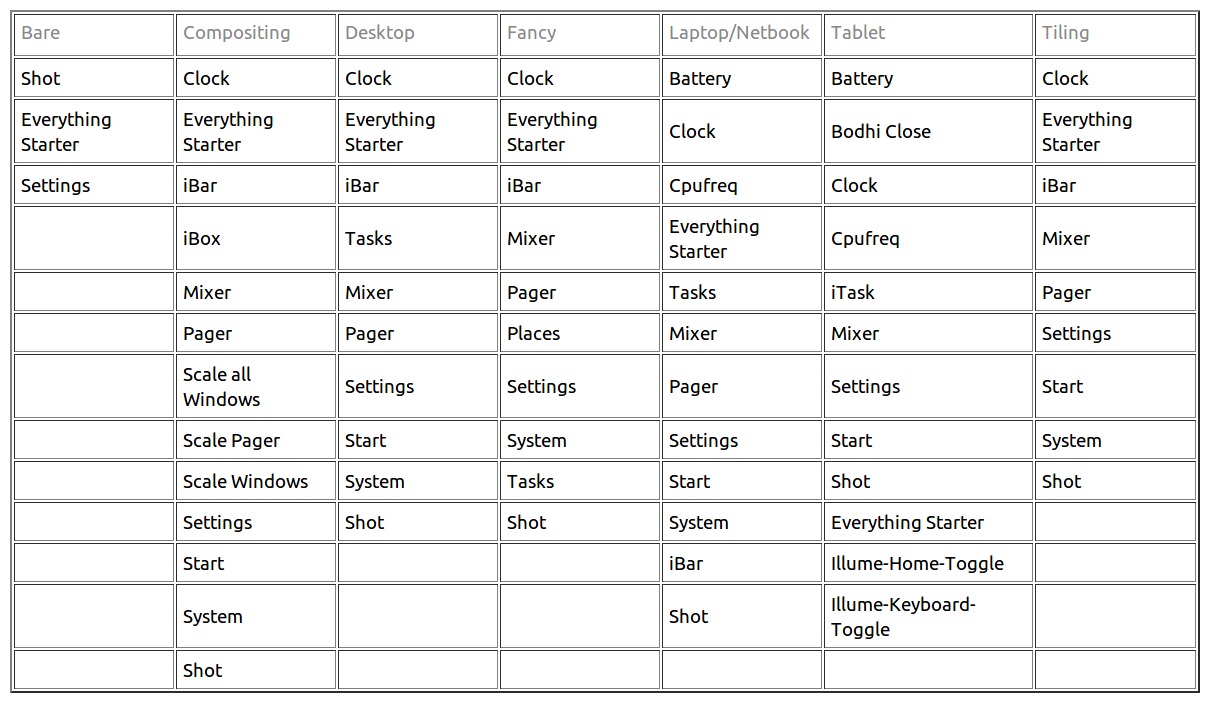 Bare Compositing Desktop Fancy Laptop/Netbook Tablet Tiling
Shot Clock Clock Clock Battery Battery Clock
Everything Starter Everything Starter Everything Starter Everything Starter Clock Bodhi Close Everything Starter
Settings iBar iBar iBar Cpufreq Clock iBar
iBox Tasks Mixer Everything Starter Cpufreq Mixer
Mixer Mixer Pager Tasks iTask Pager
Pager Pager Places Mixer Mixer Settings
Scale all Windows Settings Settings Pager Settings Start
Scale Pager Start System Settings Start System
Scale Windows System Tasks Start Shot Shot
Settings Shot Shot System Everything Starter
Start iBar Illume-Home-Toggle
System Shot Illume-Keyboard-Toggle
Shot